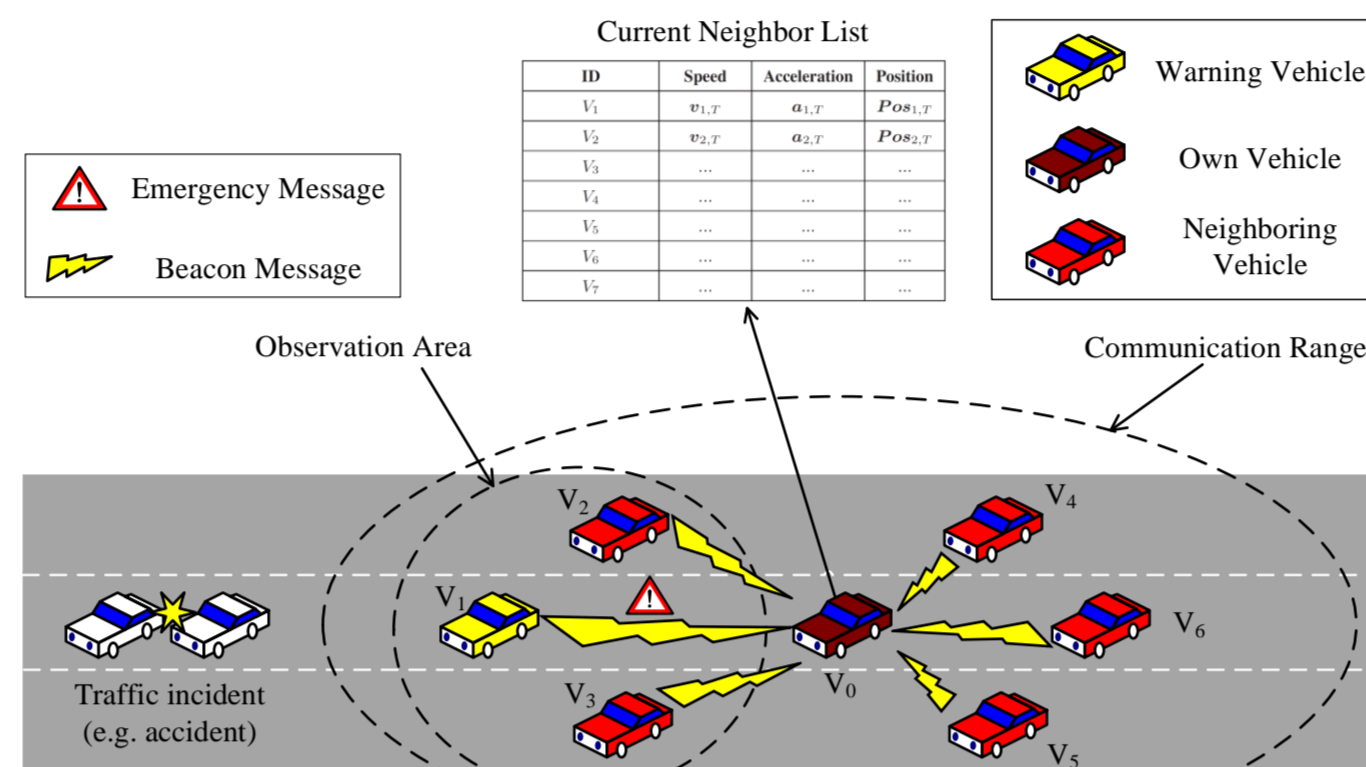 Current Neighbor List
ID Speed Acceleration Position
V1 v1,T a1,T Pos1,T
V2 v2,T a2,T Pos2,T
V3 ... ... ...
V4 ... ... ...
V5 ... ... ...
V6 ... ... ...
V7 ... ... ...
Emergency Message
Beacon Message
Warning Vehicle
Own Vehicle
Neighboring
Vehicle
Observation Area
Communication Range
V2
V4
!
V1
V6
V3
V0
V5
Traffic incident
(e.g. accident)